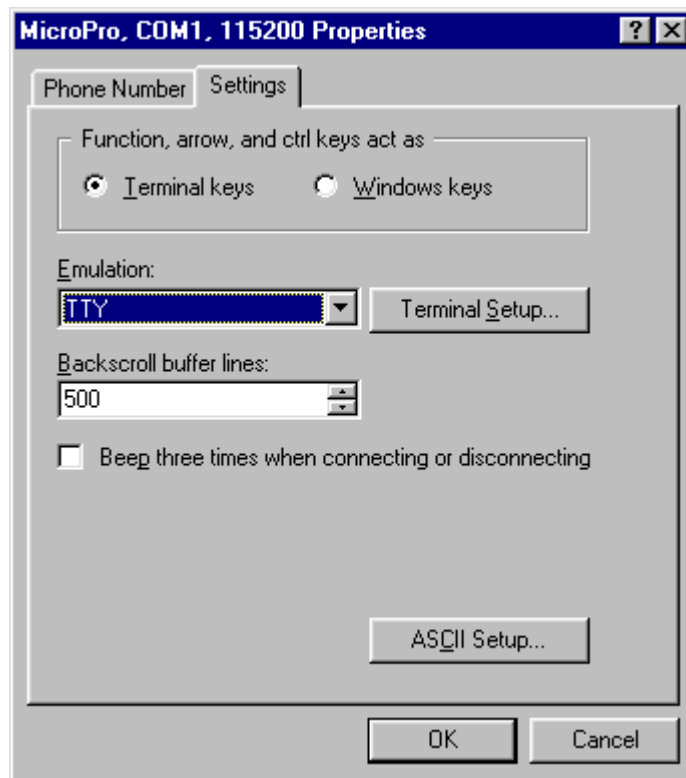 MicroPro, COM1, 115200 Properties
Phone Number Settings
Function, arrow, and ctrl keys act as
Terminal keys Windows keys
Emulation:
TTY Terminal Setup...
Backscroll buffer lines:
500
Beep three times when connecting or disconnecting
ASCII Setup...
OK Cancel